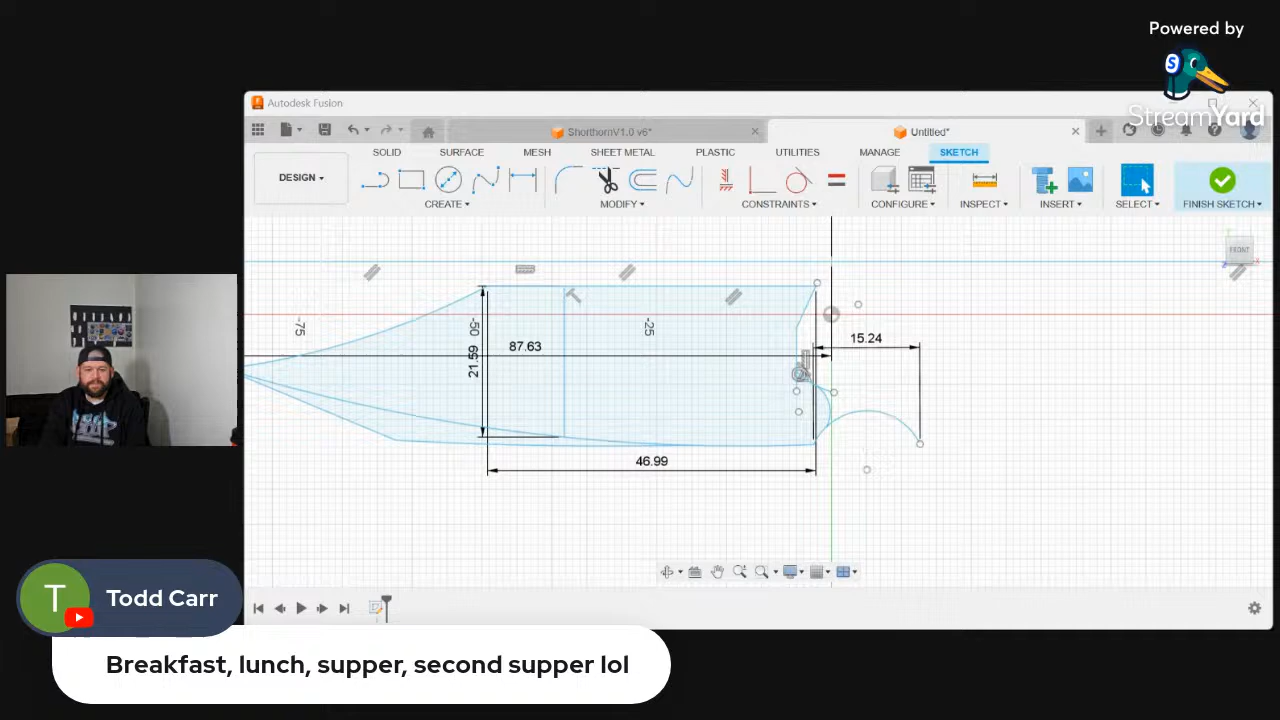 Powered by
S
StreamYard
Autodesk Fusion
ShorthornV1.0 v6*
Untitled*
SOLID
SURFACE
MESH
SHEET METAL
PLASTIC
UTILITIES
MANAGE
SKETCH
DESIGN
CREATE
MODIFY
CONSTRAINTS
CONFIGURE
INSPECT
INSERT
SELECT
FINISH SKETCH
FRONT
-75
-50
-25
87.63
21.59
15.24
46.99
T
Todd Carr
Breakfast, lunch, supper, second supper lol